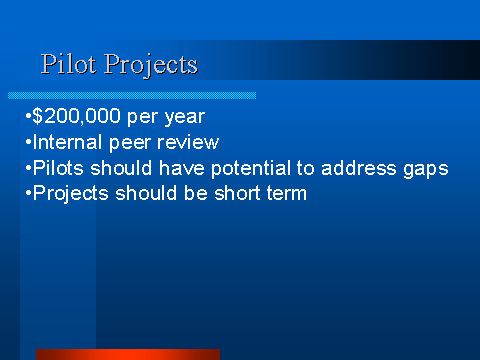 Pilot Projects
•$200,000 per year
•Internal peer review
•Pilots should have potential to address gaps
•Projects should be short term